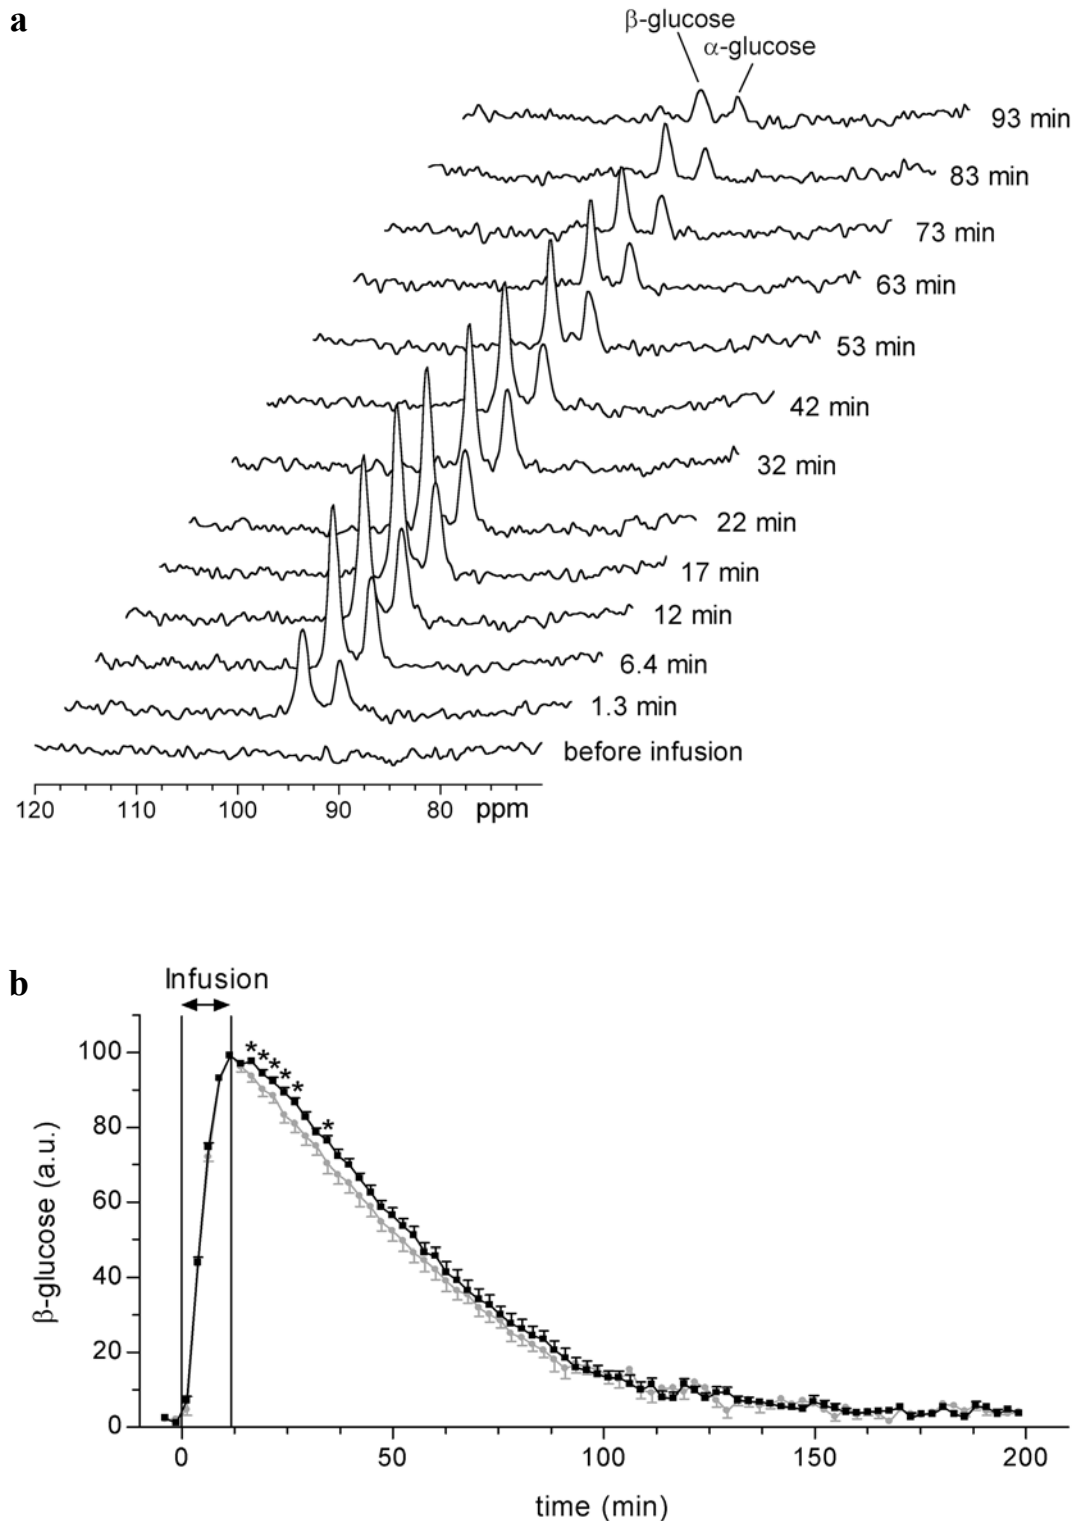 a
β-glucose
α-glucose
93 min
83 min
73 min
63 min
53 min
42 min
32 min
22 min
17 min
12 min
6.4 min
1.3 min
before infusion
120 110 100 90 80 ppm
b
Infusion
* * * * * *
100
80
60
40
20
0
β-glucose (a.u.)
0 50 100 150 200
time (min)